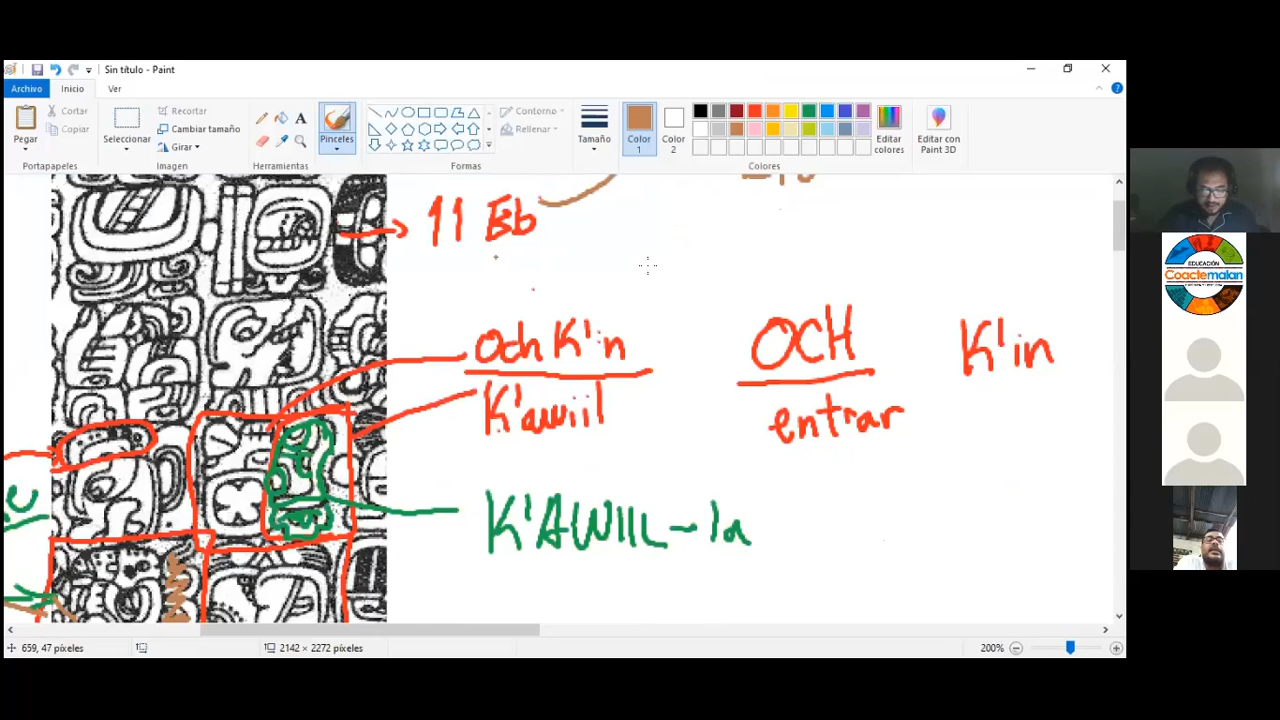 Sin título - Paint
Archivo
Inicio
Ver
Pegar
Cortar
Copiar
Portapapeles
Seleccionar
Recortar
Cambiar tamaño
Girar
Imagen
A
Herramientas
Pinceles
Contorno
Rellenar
Formas
Tamaño
Color 1
Color 2
Editar colores
Colores
Editar con Paint 3D
11 Eb
Och K'in
OCH
K'in
K'awiil
entrar
K'AWIIL-la
EDUCACIÓN
Coactemalan
659, 47 píxeles
2142 × 2272 píxeles
200%